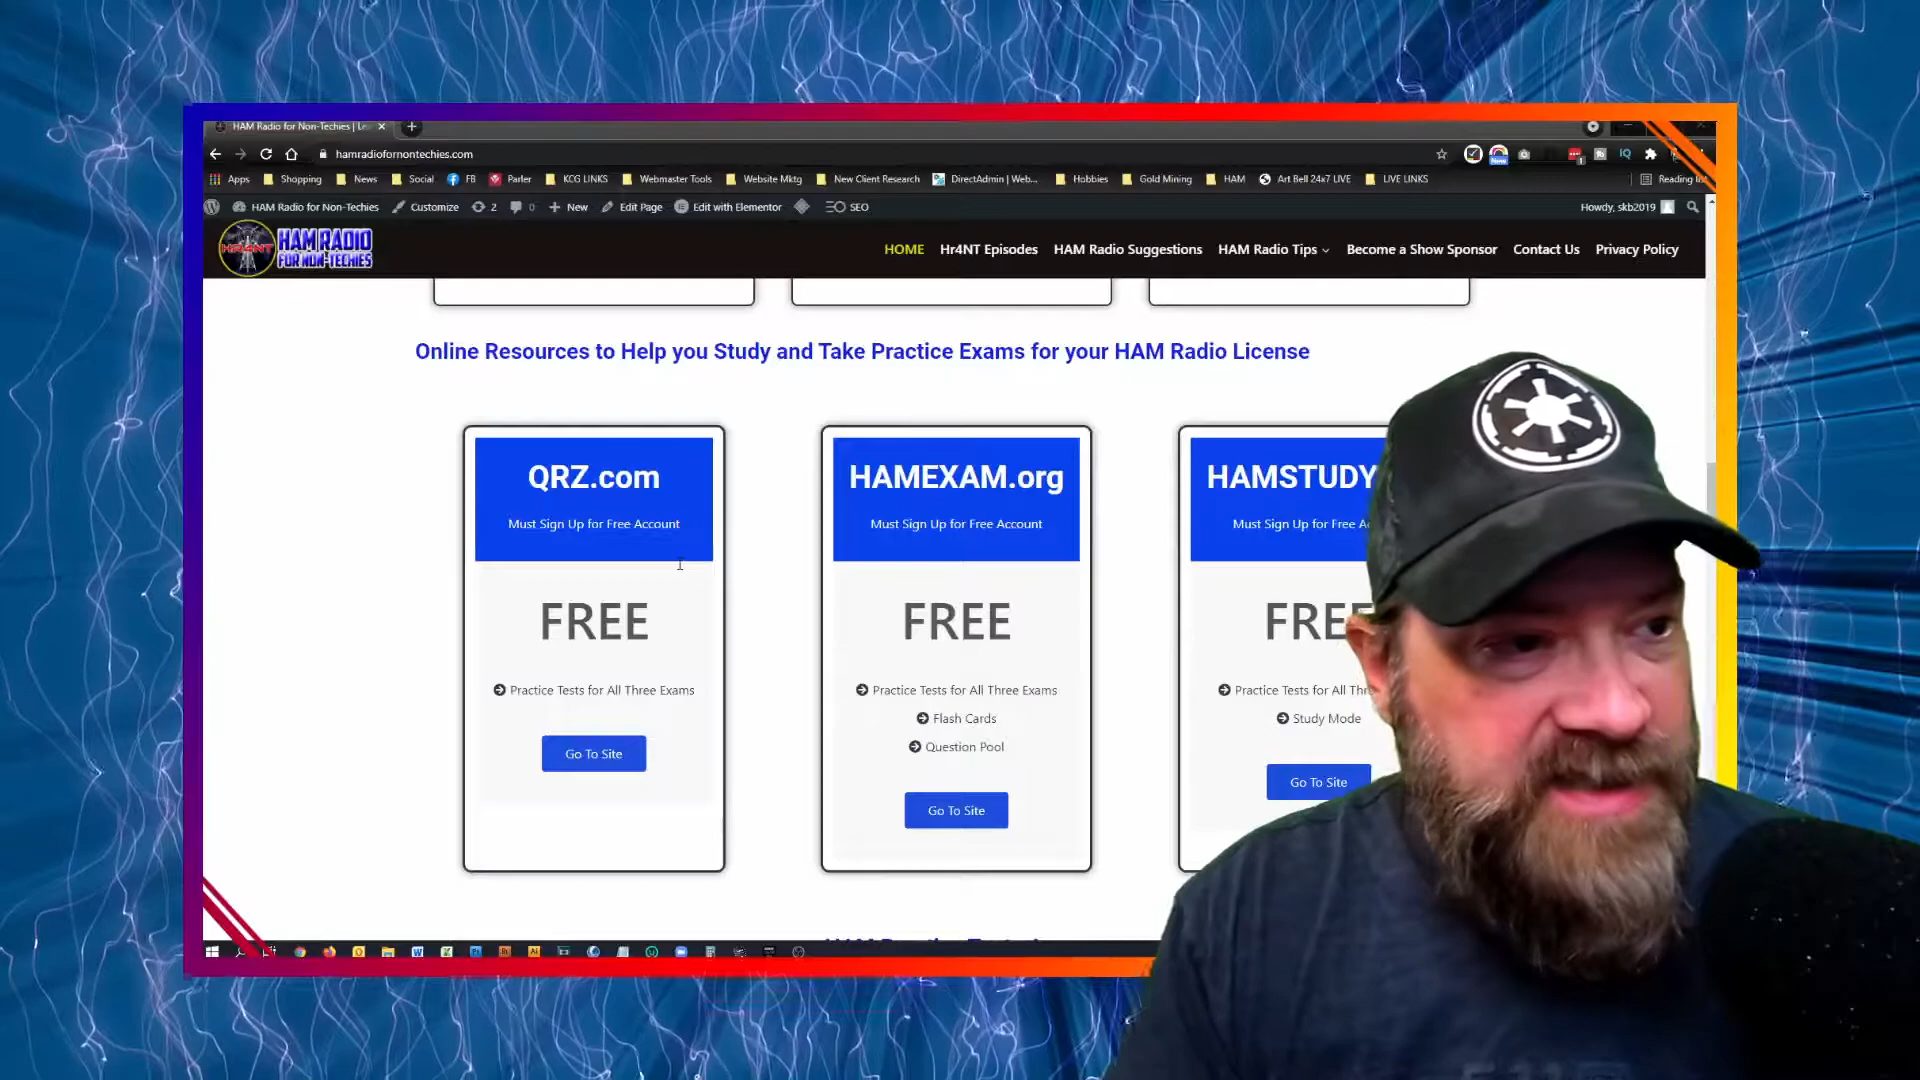 HAM Radio for Non-Techies | Le
hamradiofornontechies.com
Apps Shopping News Social FB Parler KCG LINKS Webmaster Tools Website Mktg New Client Research DirectAdmin | Web... Hobbies Gold Mining HAM Art Bell 24x7 LIVE LIVE LINKS Reading
HAM Radio for Non-Techies Customize 2 0 New Edit Page Edit with Elementor SEO Howdy, skb2019
HR4NT HAM RADIO FOR NON-TECHIES
HOME Hr4NT Episodes HAM Radio Suggestions HAM Radio Tips Become a Show Sponsor Contact Us Privacy Policy
Online Resources to Help you Study and Take Practice Exams for your HAM Radio License
QRZ.com
Must Sign Up for Free Account
FREE
Practice Tests for All Three Exams
Go To Site
HAMEXAM.org
Must Sign Up for Free Account
FREE
Practice Tests for All Three Exams
Flash Cards
Question Pool
Go To Site
HAMSTUDY
Must Sign Up for Free A
FREE
Practice Tests for All Thr
Study Mode
Go To Site